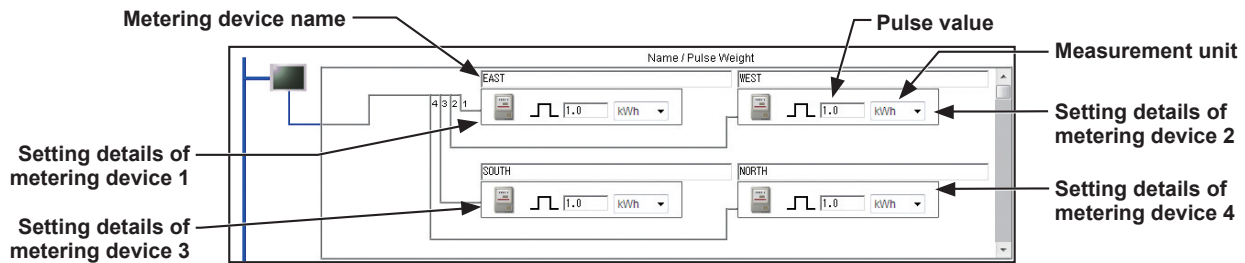 Metering device name
Pulse value
Measurement unit
Name / Pulse Weight
EAST
WEST
4 3 2 1
1.0 kWh
1.0 kWh
Setting details of
metering device 1
Setting details of
metering device 2
SOUTH
NORTH
1.0 kWh
1.0 kWh
Setting details of
metering device 3
Setting details of
metering device 4